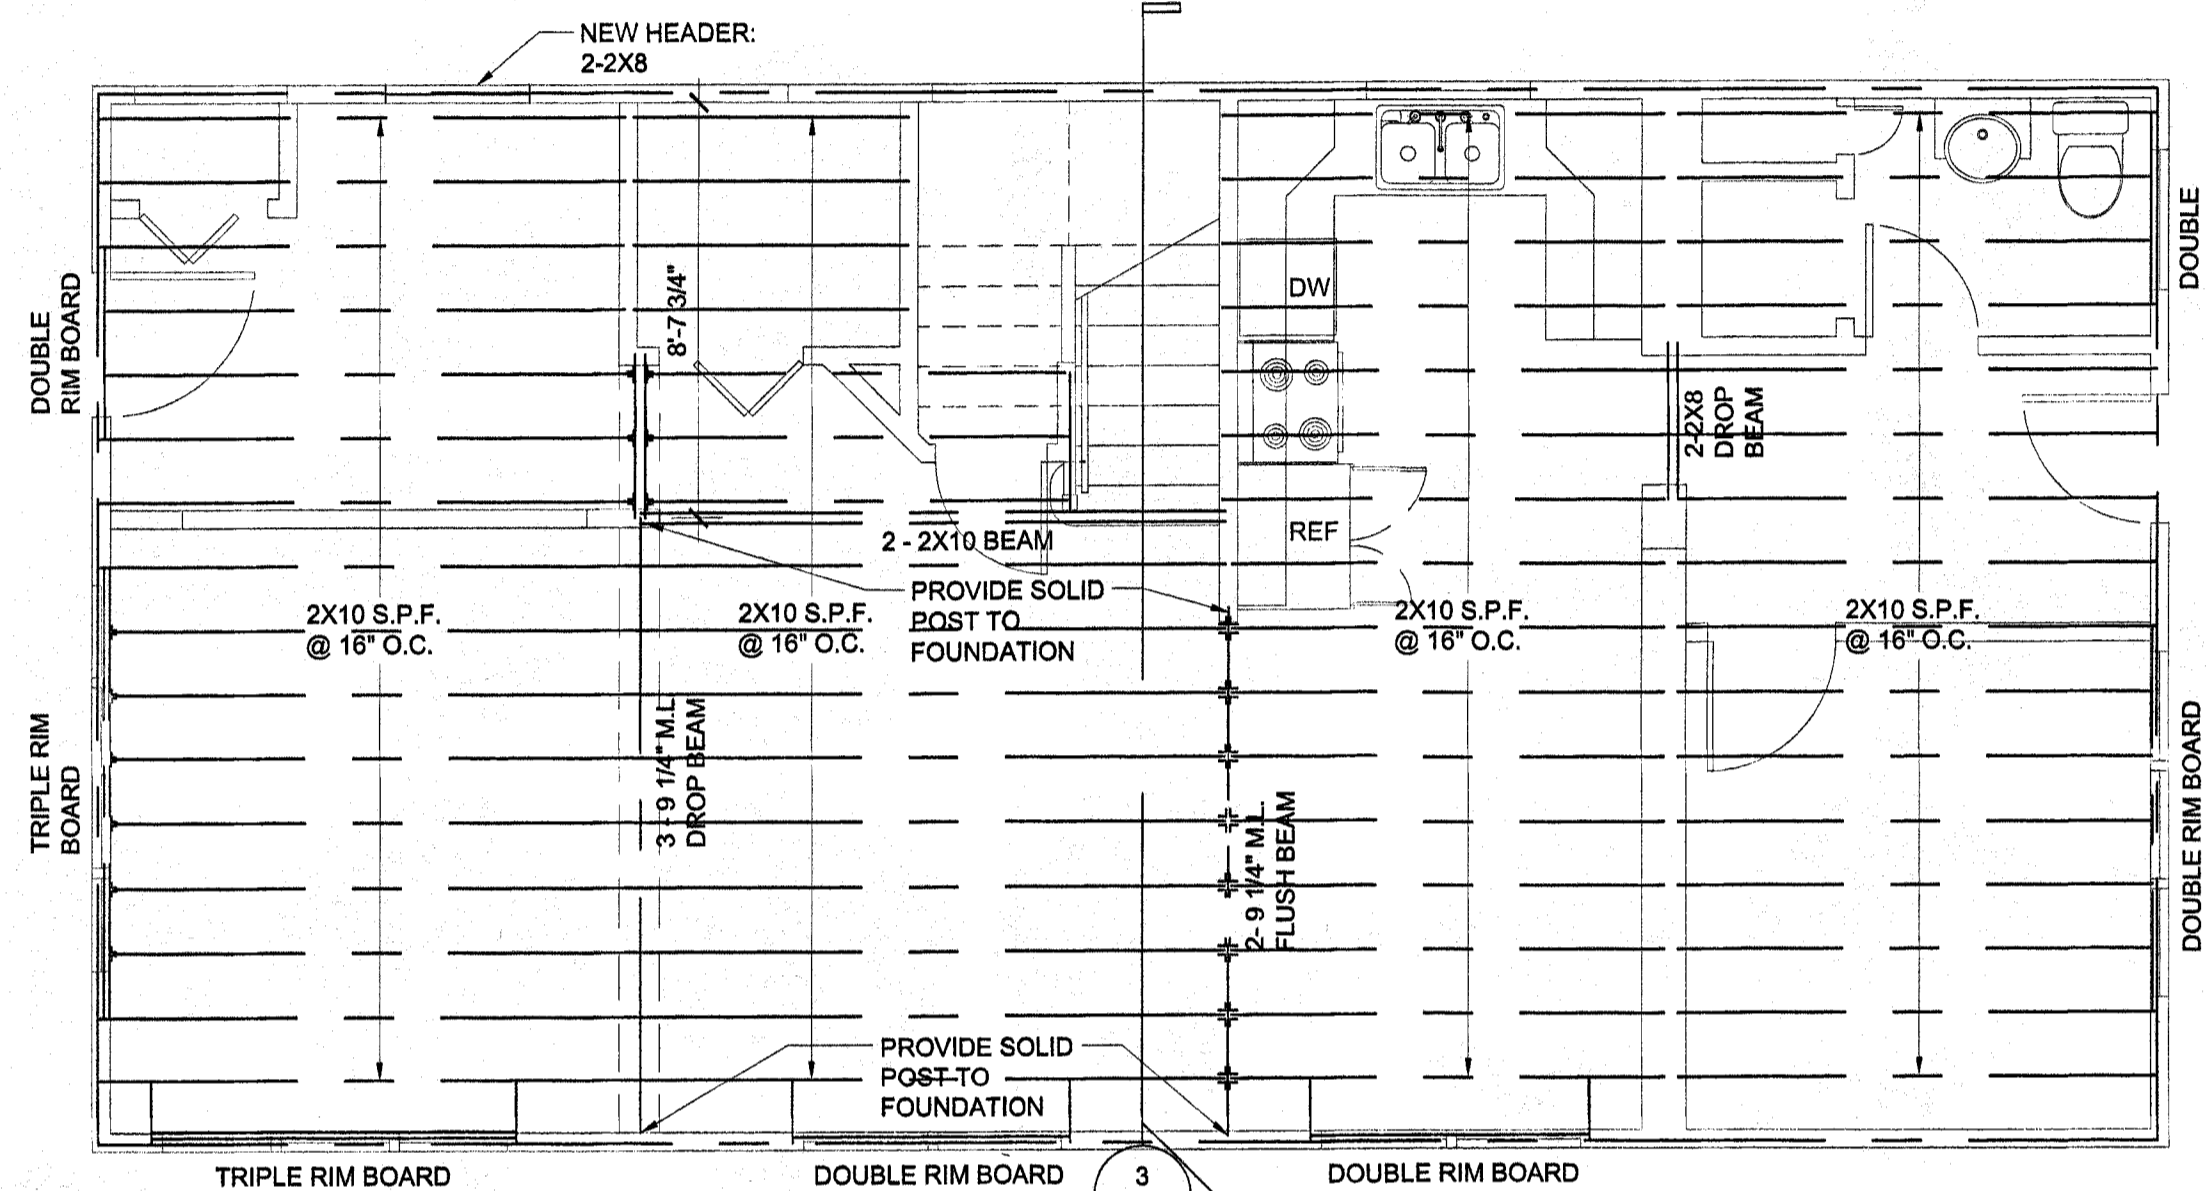 NEW HEADER:
2-2X8
DOUBLE
RIM BOARD
8'-7 3/4"
DW
2-2X8
DROP
BEAM
DOUBLE
REF
2 - 2X10 BEAM
PROVIDE SOLID
POST TO
FOUNDATION
2X10 S.P.F.
@ 16" O.C.
2X10 S.P.F.
@ 16" O.C.
2X10 S.P.F.
@ 16" O.C.
2X10 S.P.F.
@ 16" O.C.
TRIPLE RIM
BOARD
3 - 9 1/4" M.L.
DROP BEAM
2- 9 1/4" M.L.
FLUSH BEAM
DOUBLE RIM BOARD
PROVIDE SOLID
POST TO
FOUNDATION
TRIPLE RIM BOARD
DOUBLE RIM BOARD
3
DOUBLE RIM BOARD